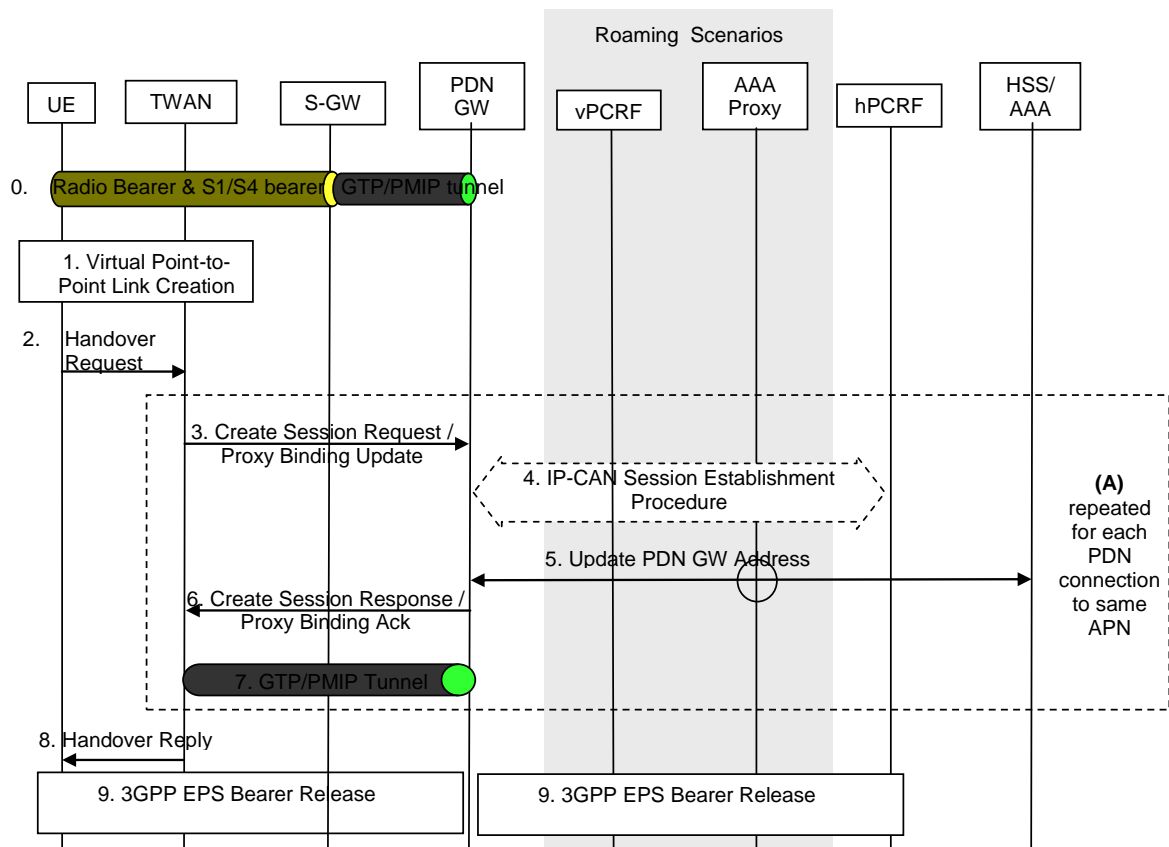 Roaming Scenarios
UE
TWAN
S-GW
PDN
GW
vPCRF
AAA
Proxy
hPCRF
HSS/
AAA
0. Radio Bearer & S1/S4 bearer GTP/PMIP tunnel
1. Virtual Point-to-
Point Link Creation
2. Handover
Request
3. Create Session Request /
Proxy Binding Update
4. IP-CAN Session Establishment
Procedure
(A)
repeated
for each
PDN
connection
to same
APN
5. Update PDN GW Address
6. Create Session Response /
Proxy Binding Ack
7. GTP/PMIP Tunnel
8. Handover Reply
9. 3GPP EPS Bearer Release
9. 3GPP EPS Bearer Release